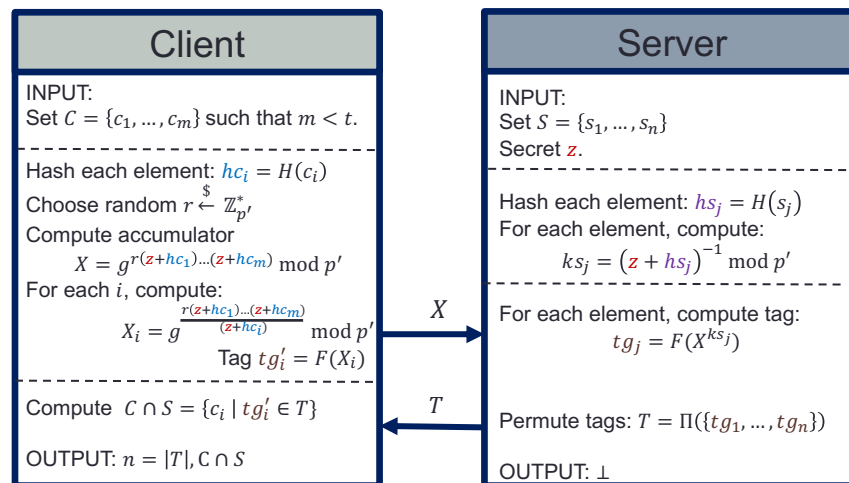 Client
INPUT:
Set C = {c₁, … , cₘ} such that m < t.
Hash each element: hcᵢ = H(cᵢ)
Choose random r ←$ ℤ*ₚ′
Compute accumulator
X = g^{r(z+hc₁)…(z+hcₘ)} mod p′
For each i, compute:
Xᵢ = g^{\frac{r(z+hc₁)…(z+hcₘ)}{(z+hcᵢ)}} mod p′
Tag tg′ᵢ = F(Xᵢ)
Compute C ∩ S = {cᵢ | tg′ᵢ ∈ T}
OUTPUT: n = |T|, C ∩ S
X
T
Server
INPUT:
Set S = {s₁, … , sₙ}
Secret z.
Hash each element: hsⱼ = H(sⱼ)
For each element, compute:
ksⱼ = (z + hsⱼ)⁻¹ mod p′
For each element, compute tag:
tgⱼ = F(X^{ksⱼ})
Permute tags: T = Π({tg₁, … , tgₙ})
OUTPUT: ⊥